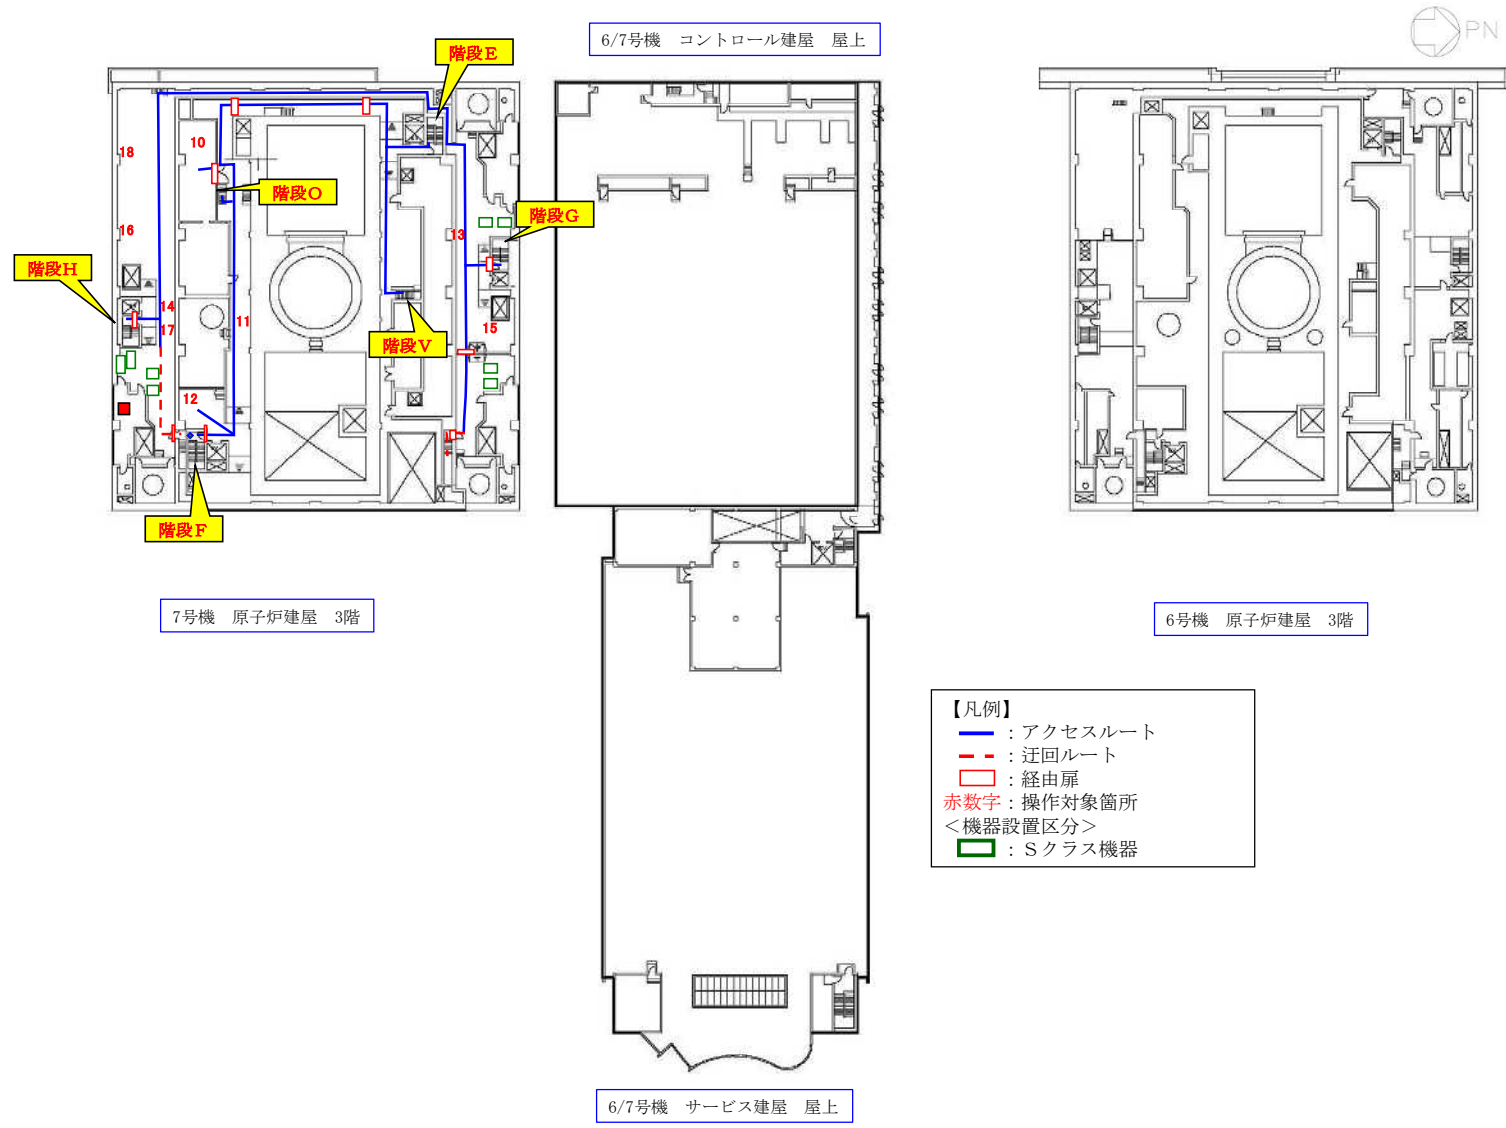 PN
6/7号機　コントロール建屋　屋上
階段E
18
10
階段O
階段G
16
13
階段H
14
17
11
15
階段V
12
階段F
7号機　原子炉建屋　3階
6号機　原子炉建屋　3階
【凡例】
：アクセスルート
：迂回ルート
：経由扉
赤数字：操作対象箇所
＜機器設置区分＞
：Ｓクラス機器
6/7号機　サービス建屋　屋上